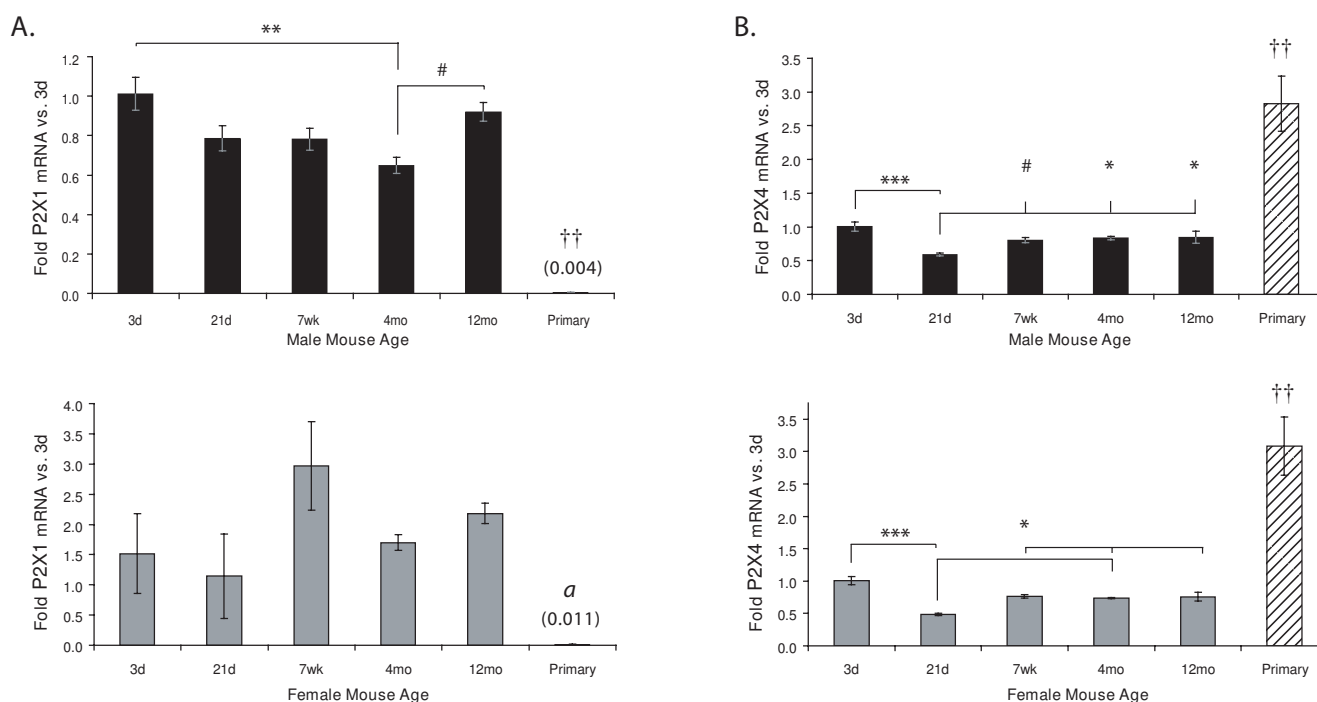 A.
**
#
Fold P2X1 mRNA vs. 3d
1.2
1.0
0.8
0.6
0.4
0.2
0.0
††
(0.004)
3d 21d 7wk 4mo 12mo Primary
Male Mouse Age
B.
††
Fold P2X4 mRNA vs. 3d
3.5
3.0
2.5
2.0
1.5
1.0
0.5
0.0
***
# * *
3d 21d 7wk 4mo 12mo Primary
Male Mouse Age
Fold P2X1 mRNA vs. 3d
4.0
3.5
3.0
2.5
2.0
1.5
1.0
0.5
0.0
a
(0.011)
3d 21d 7wk 4mo 12mo Primary
Female Mouse Age
††
Fold P2X4 mRNA vs. 3d
3.5
3.0
2.5
2.0
1.5
1.0
0.5
0.0
***
*
3d 21d 7wk 4mo 12mo Primary
Female Mouse Age